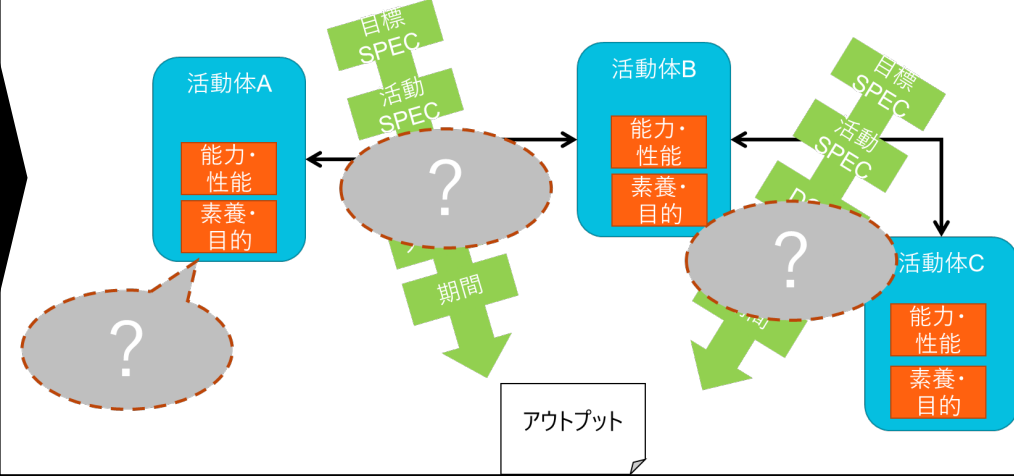 目標
SPEC
活動
SPEC
期間
活動体A
能力・
性能
素養・
目的
?
?
活動体B
能力・
性能
素養・
目的
目標
SPEC
活動
SPEC
?
間
活動体C
能力・
性能
素養・
目的
アウトプット